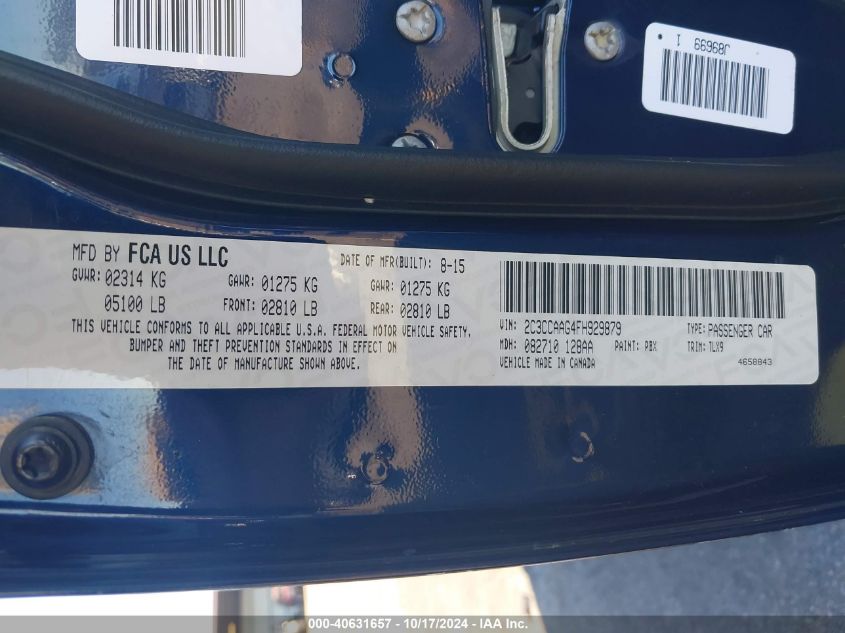 J89699 1
MFD BY FCA US LLC
DATE OF MFR(BUILT): 8-15
GVWR: 02314 KG
GAWR: 01275 KG
GAWR: 01275 KG
05100 LB
FRONT: 02810 LB
REAR: 02810 LB
THIS VEHICLE CONFORMS TO ALL APPLICABLE U.S.A. FEDERAL MOTOR VEHICLE SAFETY,
BUMPER AND THEFT PREVENTION STANDARDS IN EFFECT ON
THE DATE OF MANUFACTURE SHOWN ABOVE.
VIN: 2C3CCAAG4FH929879
TYPE: PASSENGER CAR
MDH: 082710 128AA
PAINT: PBX
TRIM: TLX9
VEHICLE MADE IN CANADA
4658843
000-40631657 - 10/17/2024 - IAA Inc.